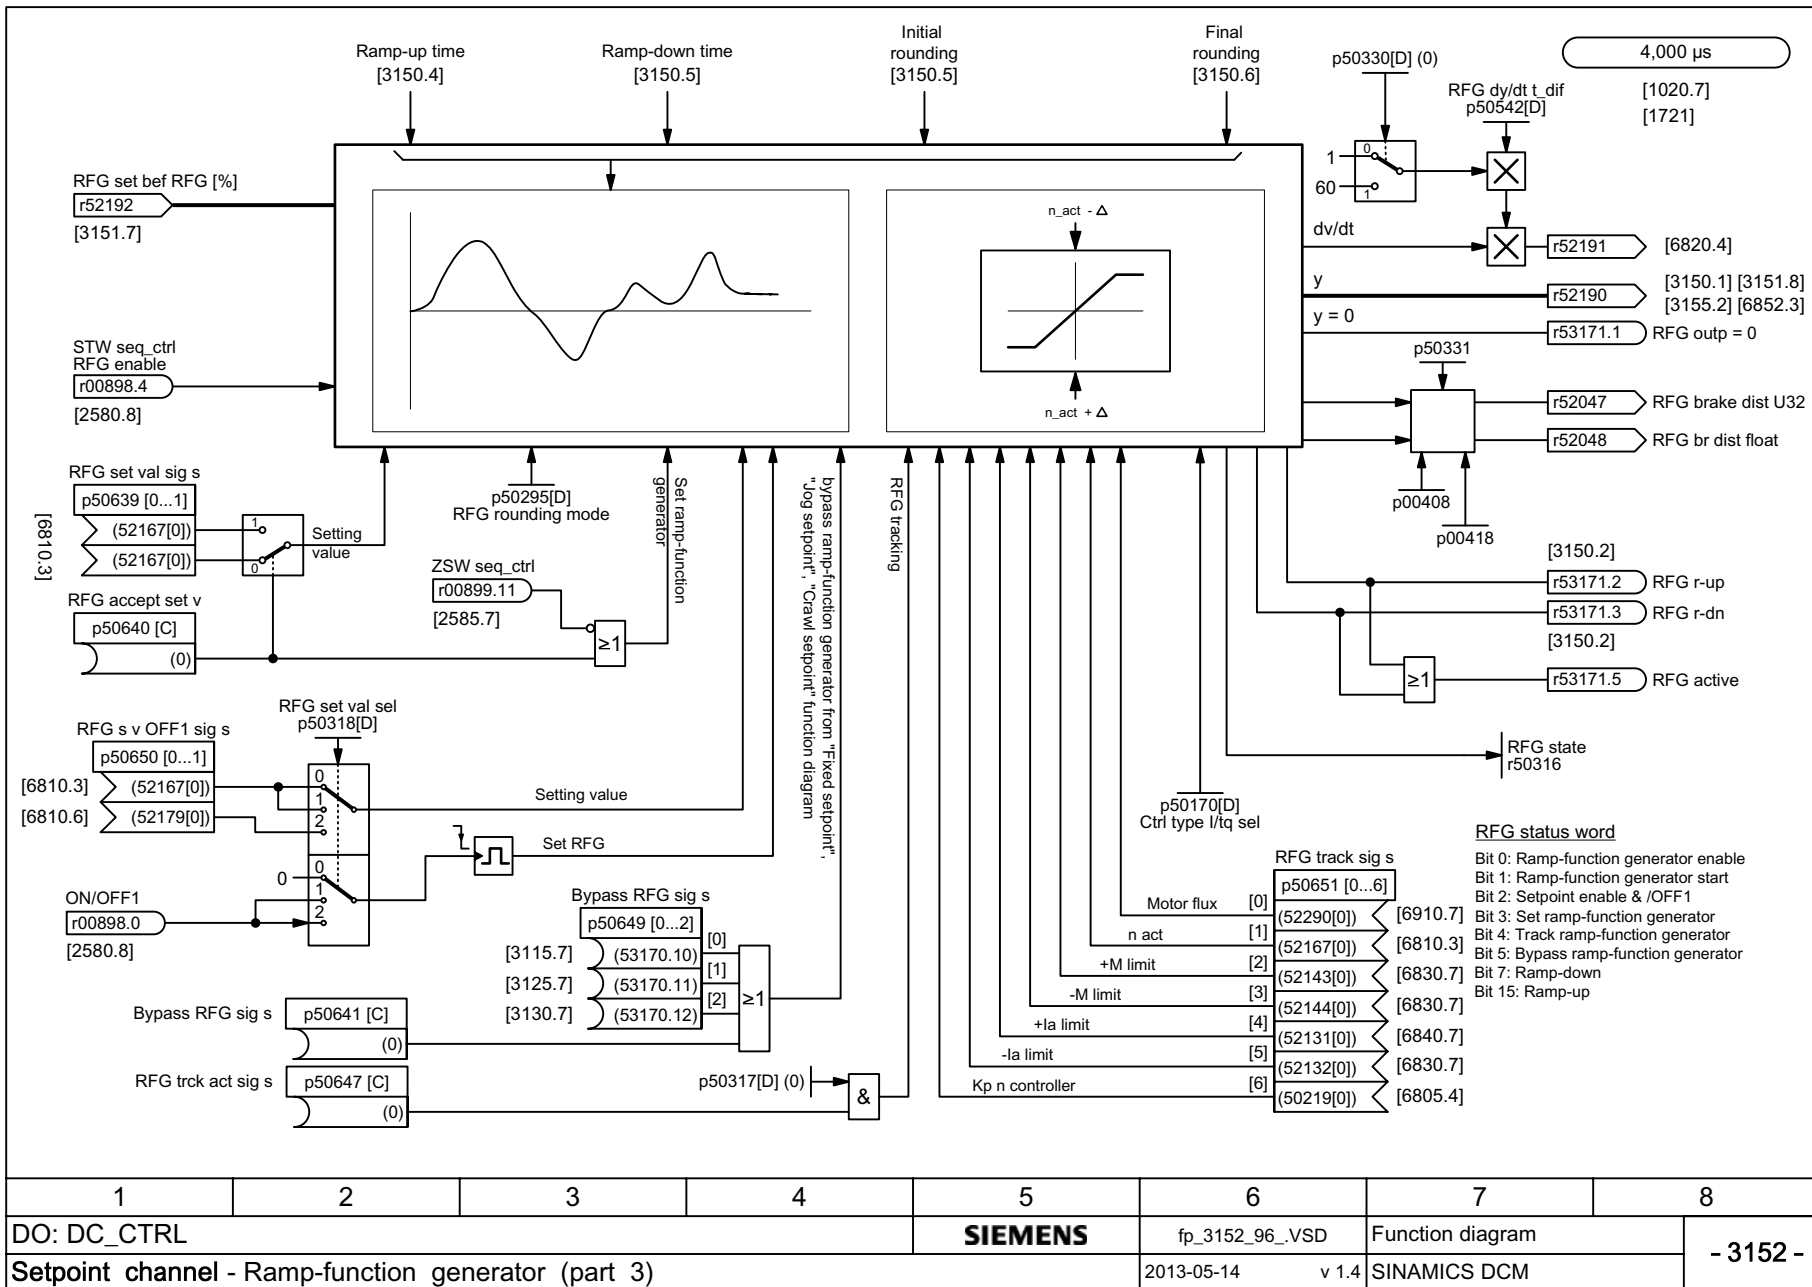 Ramp-up time
[3150.4]
Ramp-down time
[3150.5]
Initial
rounding
[3150.5]
Final
rounding
[3150.6]
p50330[D] (0)
4,000 µs
[1020.7]
[1721]
RFG dy/dt t_dif
p50542[D]
1
0
60
1
RFG set bef RFG [%]
r52192
[3151.7]
n_act - Δ
n_act + Δ
dv/dt
r52191
[6820.4]
y
r52190
[3150.1] [3151.8]
[3155.2] [6852.3]
y = 0
r53171.1
RFG outp = 0
STW seq_ctrl
RFG enable
r00898.4
[2580.8]
p50331
r52047
RFG brake dist U32
r52048
RFG br dist float
p00408
p00418
RFG set val sig s
p50639 [0...1]
(52167[0])
(52167[0])
[6810.3]
1
0
Setting
value
p50295[D]
RFG rounding mode
Set ramp-function
generator
ZSW seq_ctrl
r00899.11
[2585.7]
≥1
RFG accept set v
p50640 [C]
(0)
bypass ramp-function generator from "Fixed setpoint",
"Jog setpoint", "Crawl setpoint" function diagram
RFG tracking
[3150.2]
r53171.2
RFG r-up
r53171.3
RFG r-dn
[3150.2]
≥1
r53171.5
RFG active
RFG set val sel
p50318[D]
RFG s v OFF1 sig s
p50650 [0...1]
[6810.3]
(52167[0])
[6810.6]
(52179[0])
0
1
2
Setting value
RFG state
r50316
p50170[D]
Ctrl type I/tq sel
0
0
1
2
Set RFG
ON/OFF1
r00898.0
[2580.8]
Bypass RFG sig s
p50649 [0...2]
[3115.7]
(53170.10)
[0]
[3125.7]
(53170.11)
[1]
[3130.7]
(53170.12)
[2]
≥1
Bypass RFG sig s
p50641 [C]
(0)
RFG trck act sig s
p50647 [C]
(0)
p50317[D] (0)
&
RFG track sig s
p50651 [0...6]
Motor flux
[0]
(52290[0])
[6910.7]
n act
[1]
(52167[0])
[6810.3]
+M limit
[2]
(52143[0])
[6830.7]
-M limit
[3]
(52144[0])
[6830.7]
+Ia limit
[4]
(52131[0])
[6840.7]
-Ia limit
[5]
(52132[0])
[6830.7]
Kp n controller
[6]
(50219[0])
[6805.4]
RFG status word
Bit 0: Ramp-function generator enable
Bit 1: Ramp-function generator start
Bit 2: Setpoint enable & /OFF1
Bit 3: Set ramp-function generator
Bit 4: Track ramp-function generator
Bit 5: Bypass ramp-function generator
Bit 7: Ramp-down
Bit 15: Ramp-up
1 2 3 4 5 6 7 8
DO: DC_CTRL
SIEMENS
fp_3152_96_.VSD
Function diagram
- 3152 -
Setpoint channel - Ramp-function generator (part 3)
2013-05-14 v 1.4
SINAMICS DCM